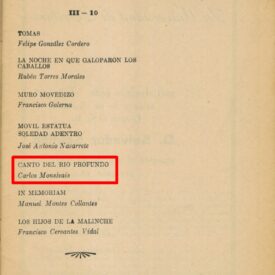 III — 10
TOMAS
Felipe González Cordero
LA NOCHE EN QUE GALOPARON LOS
CABALLOS
Rubén Torres Morales
MURO MOVEDIZO
Francisco Galerna
MOVIL ESTATUA
SOLEDAD ADENTRO
José Antonio Navarrete
CANTO DEL RIO PROFUNDO
Carlos Monsivais
IN MEMORIAM
Manuel Montes Collantes
LOS HIJOS DE LA MALINCHE
Francisco Cervantes Vidal